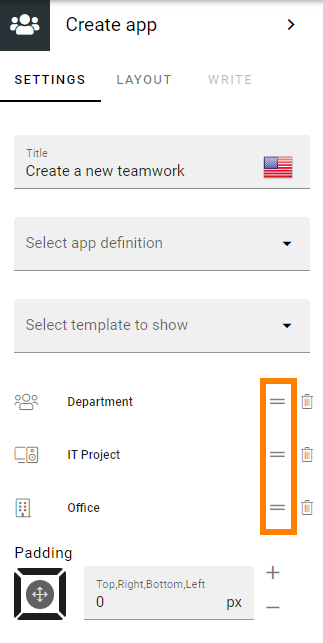 Create app
SETTINGS LAYOUT WRITE
Title
Create a new teamwork
Select app definition
Select template to show
Department
IT Project
Office
Padding
Top,Right,Bottom,Left
0 px